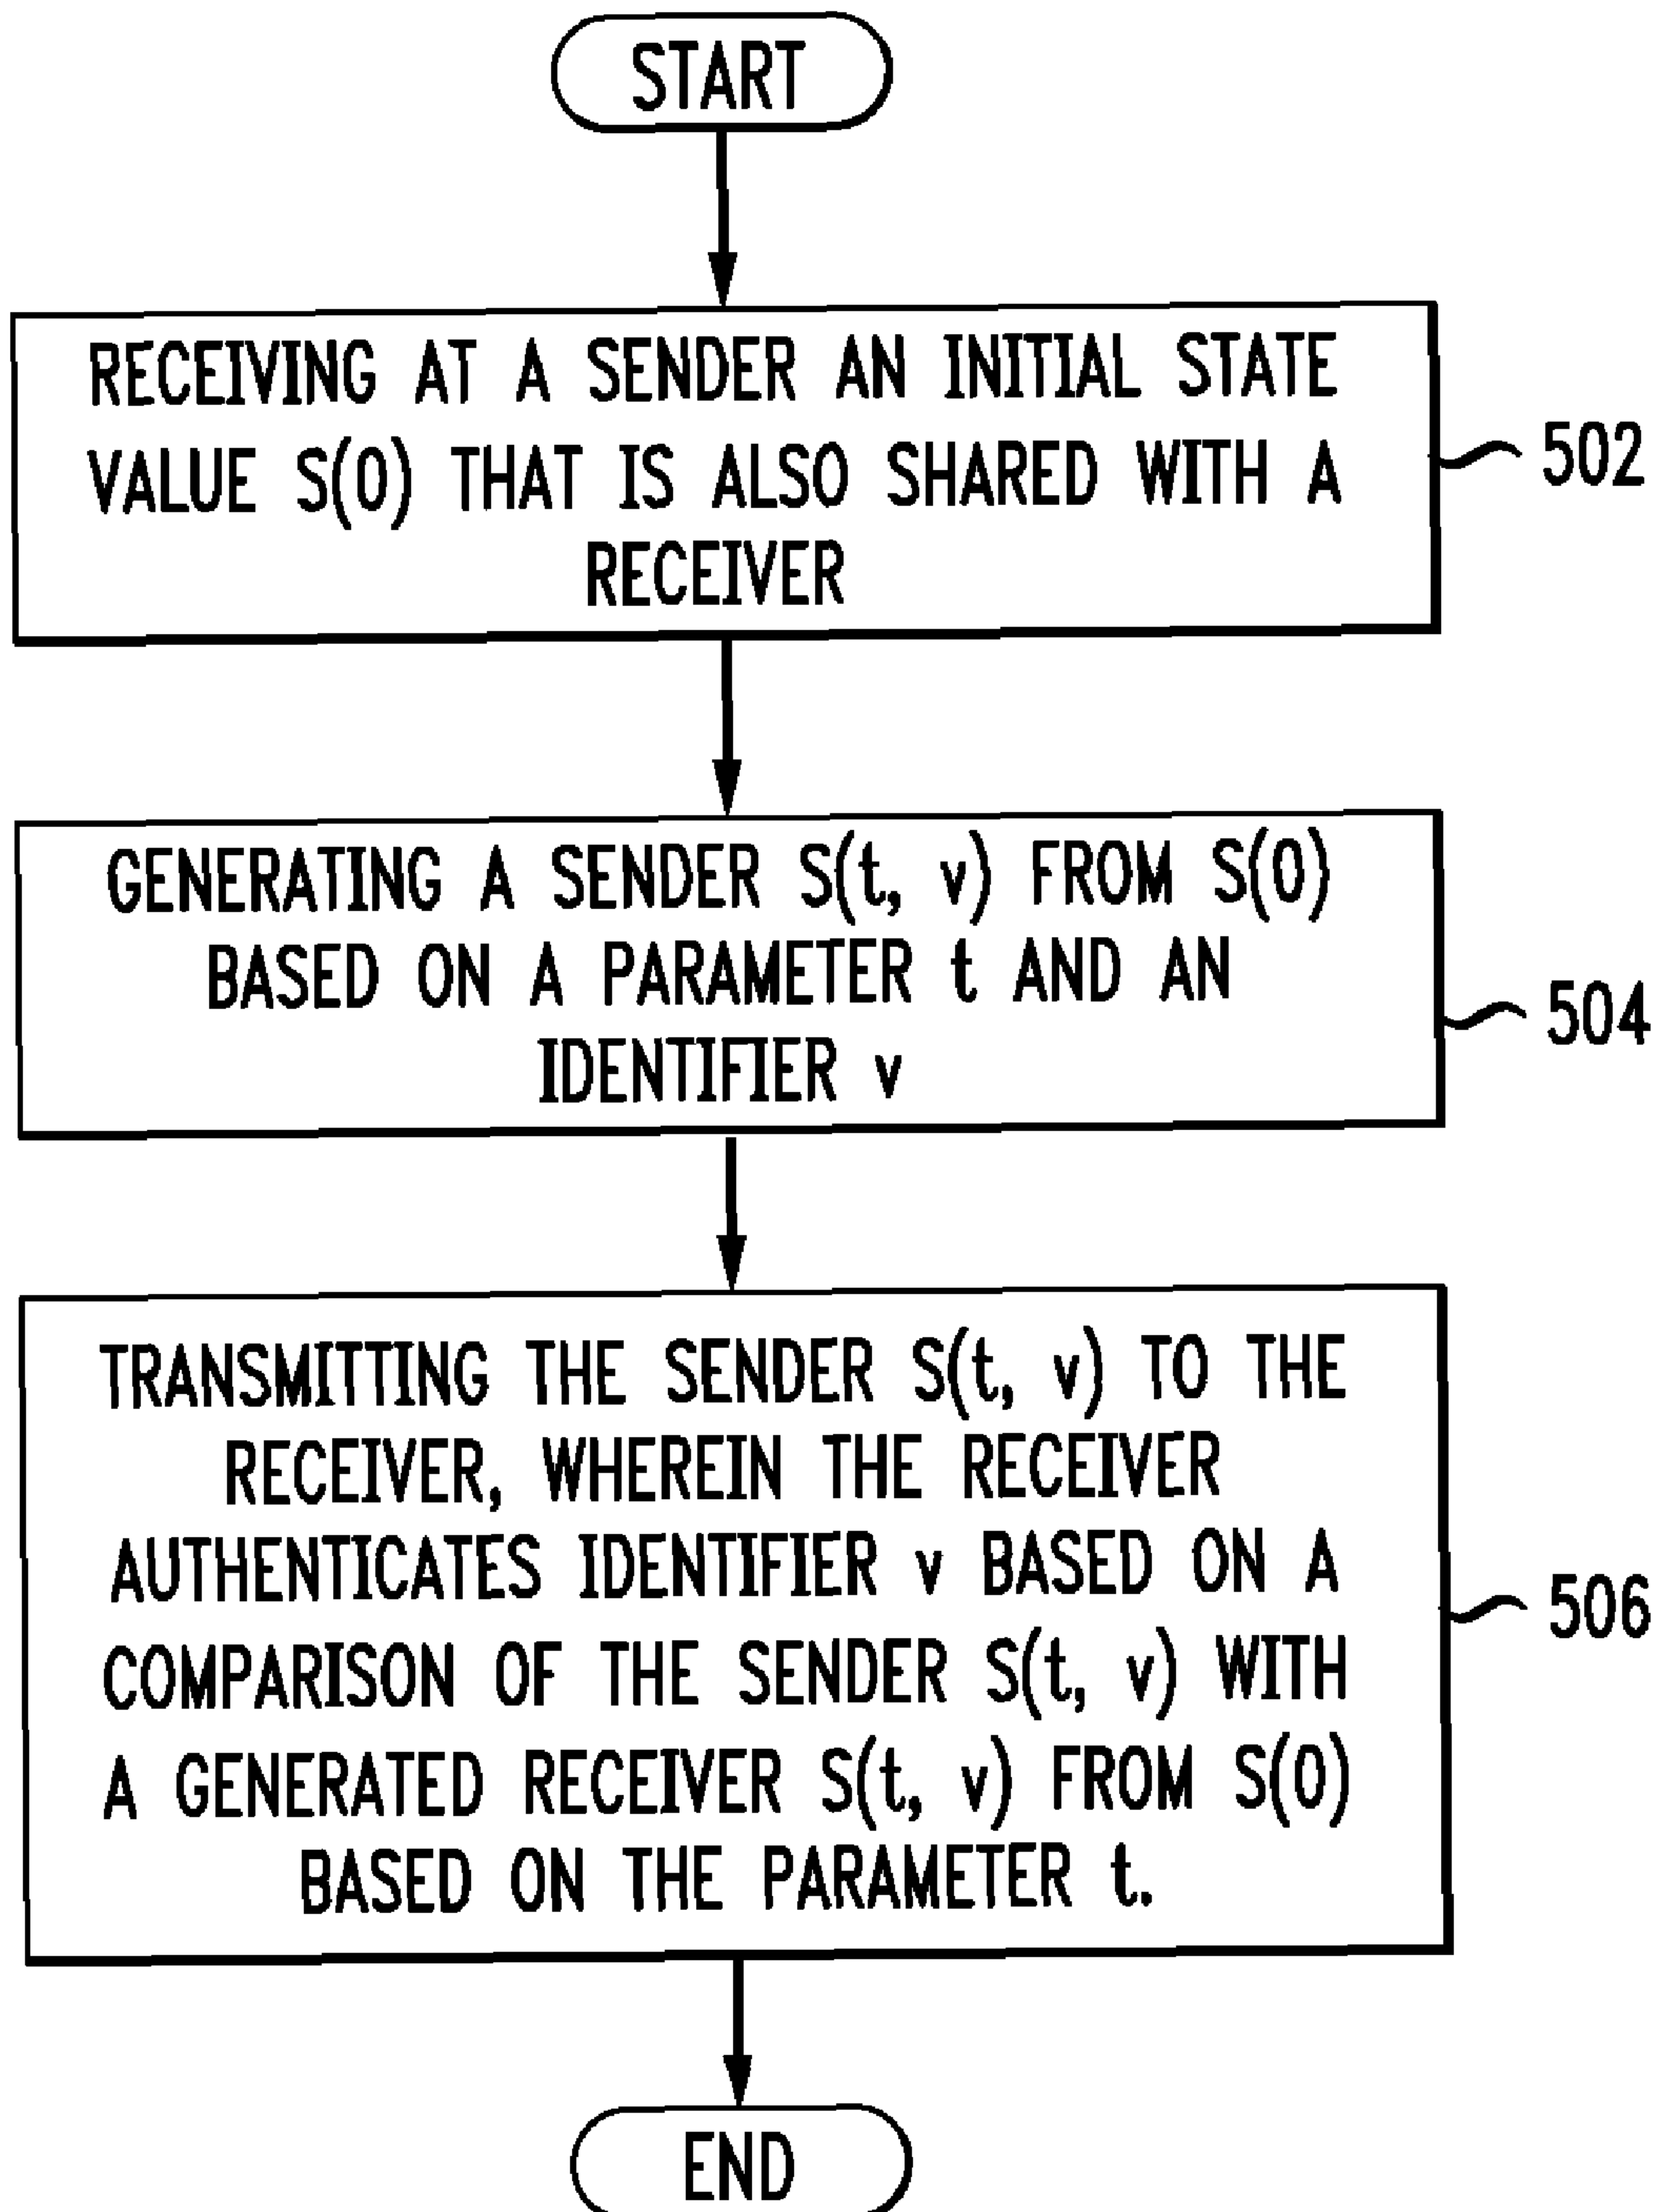 START
RECEIVING AT A SENDER AN INITIAL STATE
VALUE S(0) THAT IS ALSO SHARED WITH A
RECEIVER
502
GENERATING A SENDER S(t, v) FROM S(0)
BASED ON A PARAMETER t AND AN
IDENTIFIER v
504
TRANSMITTING THE SENDER S(t, v) TO THE
RECEIVER, WHEREIN THE RECEIVER
AUTHENTICATES IDENTIFIER v BASED ON A
COMPARISON OF THE SENDER S(t, v) WITH
A GENERATED RECEIVER S(t, v) FROM S(0)
BASED ON THE PARAMETER t.
506
END